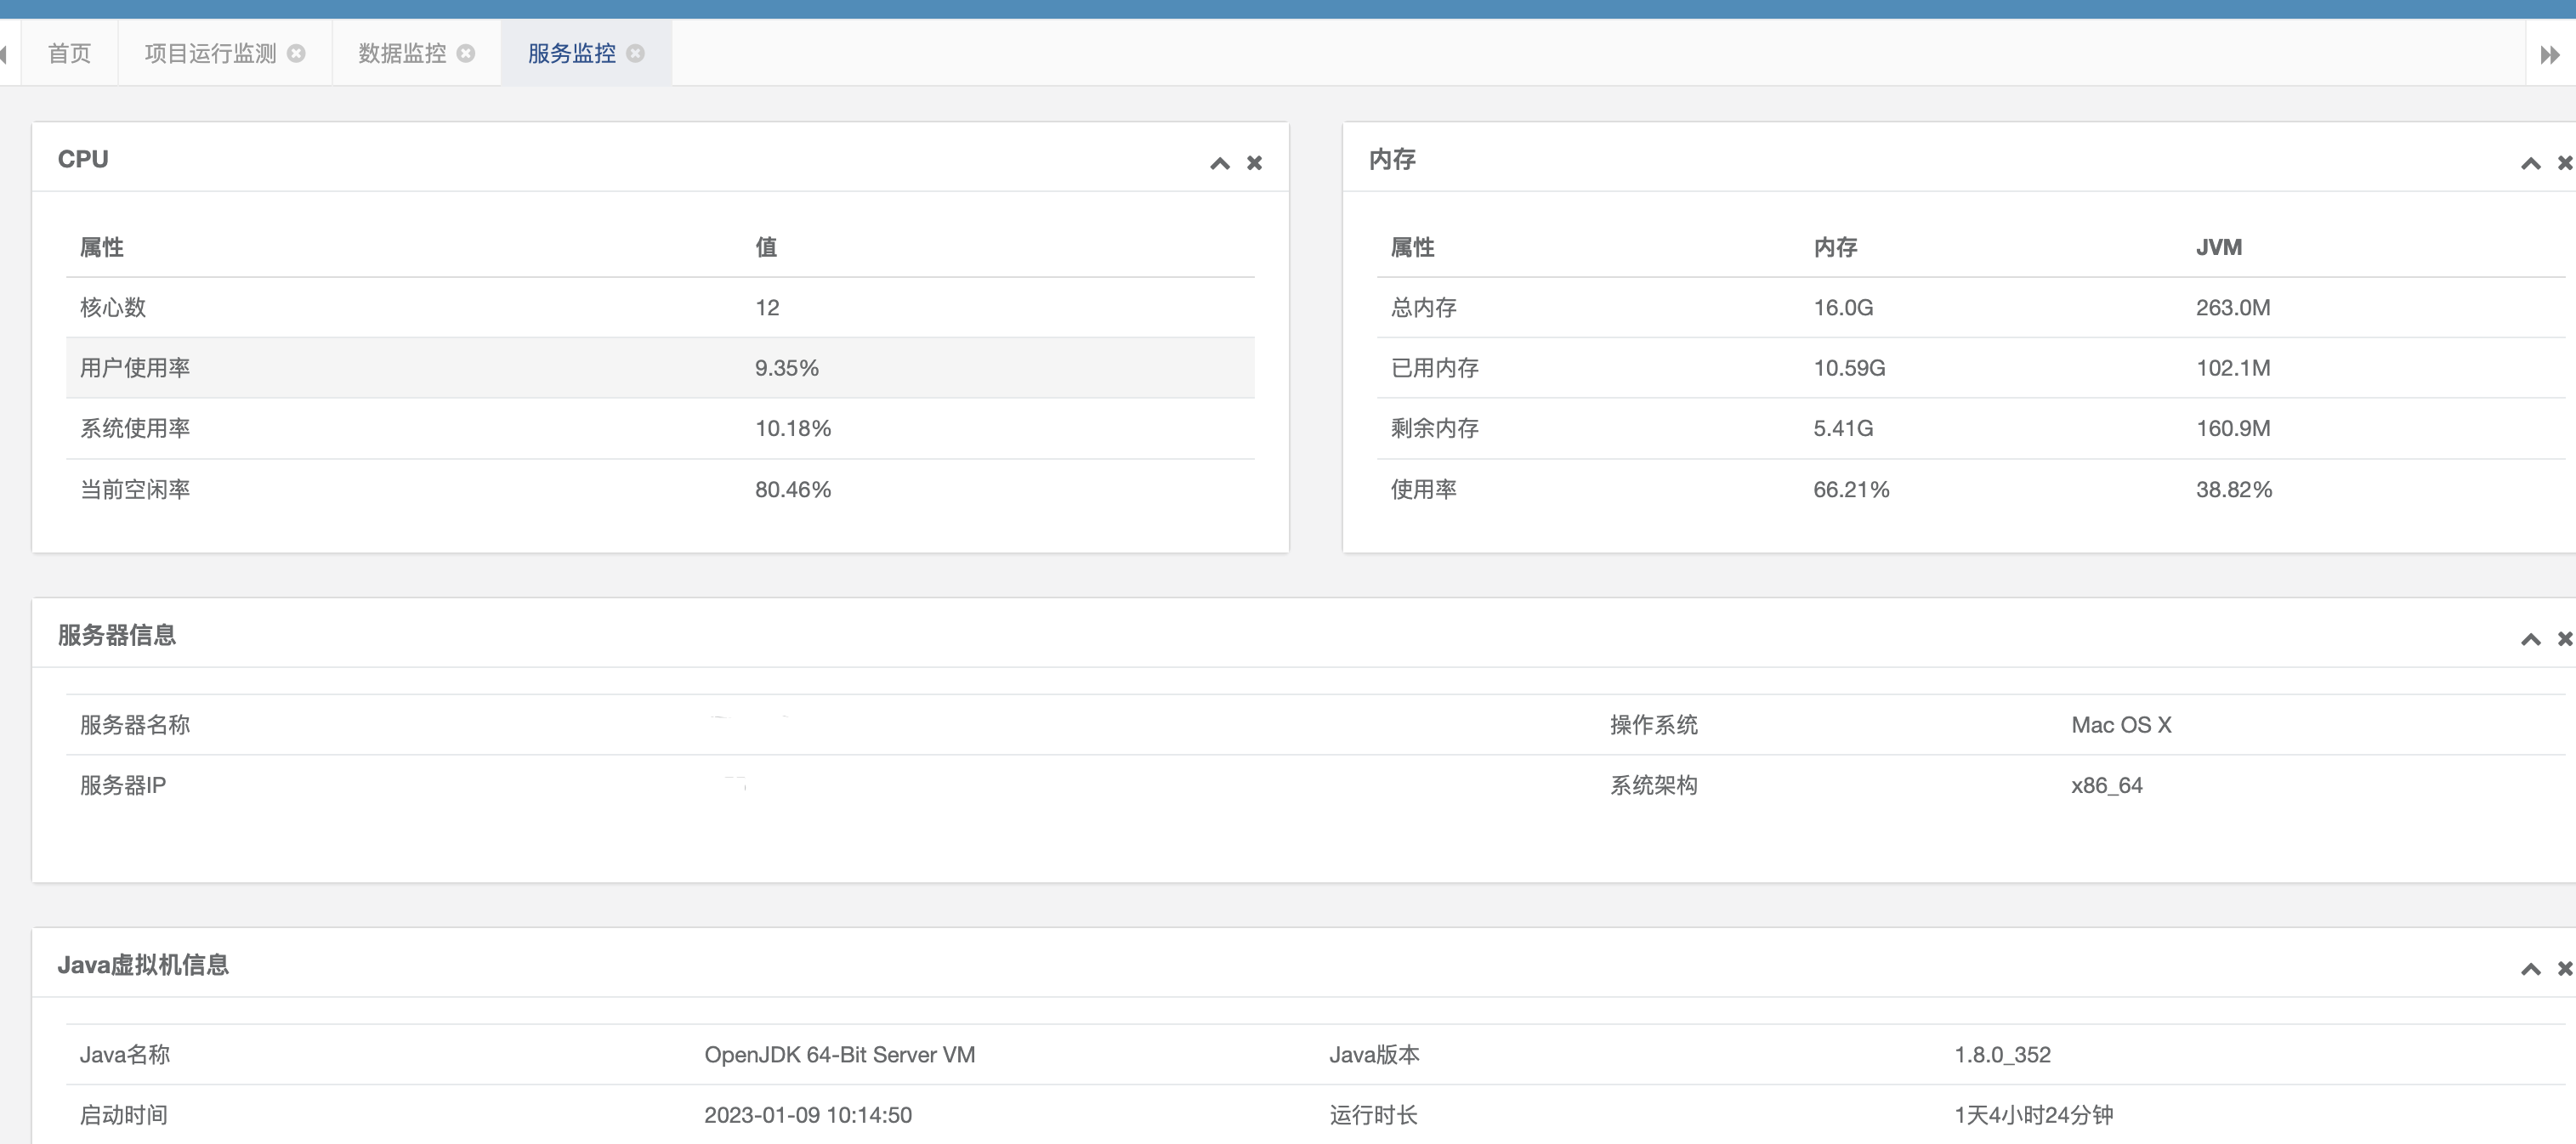 首页 项目运行监测 数据监控 服务监控
CPU
属性 值
核心数 12
用户使用率 9.35%
系统使用率 10.18%
当前空闲率 80.46%
内存
属性 内存 JVM
总内存 16.0G 263.0M
已用内存 10.59G 102.1M
剩余内存 5.41G 160.9M
使用率 66.21% 38.82%
服务器信息
服务器名称 操作系统 Mac OS X
服务器IP 系统架构 x86_64
Java虚拟机信息
Java名称 OpenJDK 64-Bit Server VM Java版本 1.8.0_352
启动时间 2023-01-09 10:14:50 运行时长 1天4小时24分钟